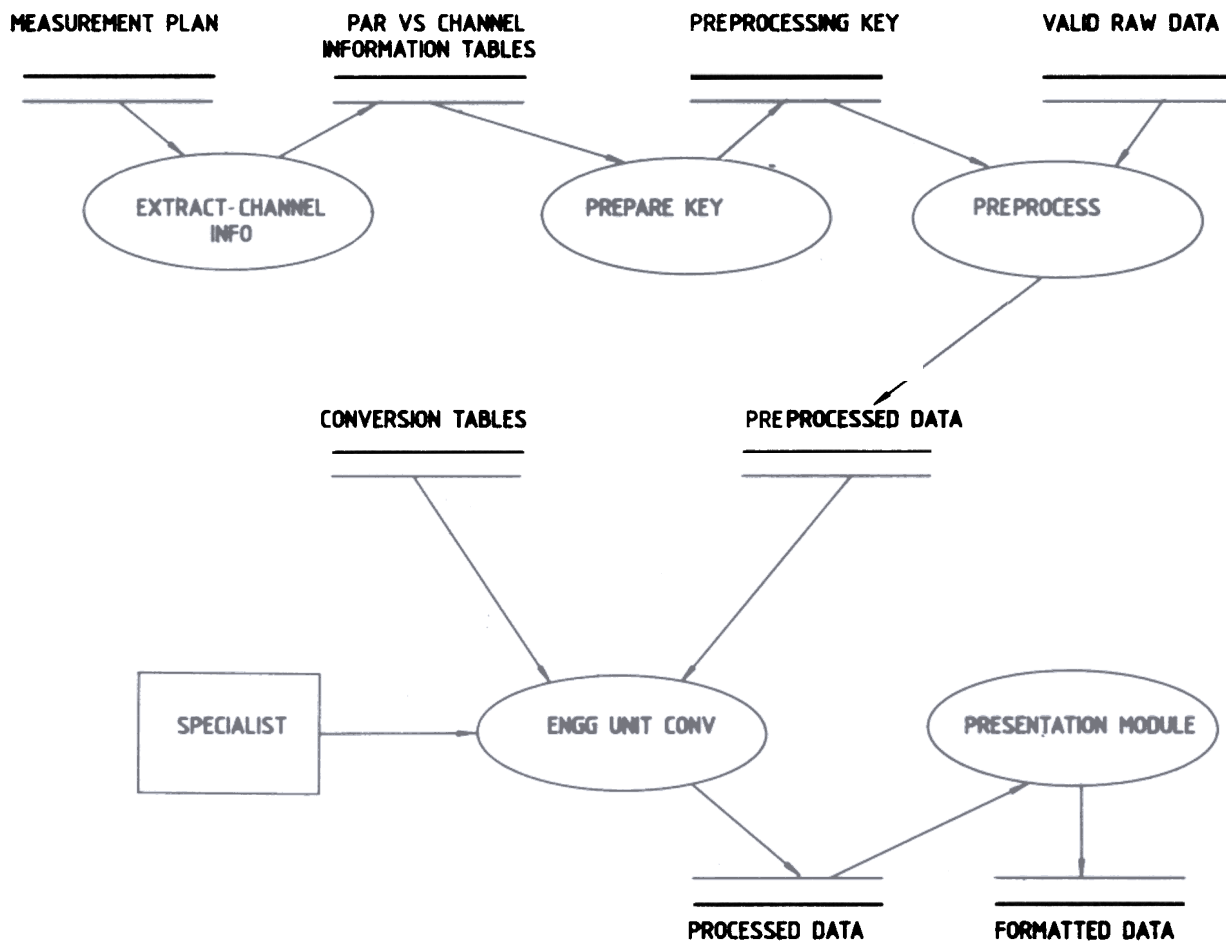 MEASUREMENT PLAN
PAR VS CHANNEL
INFORMATION TABLES
PREPROCESSING KEY
VALID RAW DATA
EXTRACT-CHANNEL
INFO
PREPARE KEY
PREPROCESS
CONVERSION TABLES
PREPROCESSED DATA
SPECIALIST
ENGG UNIT CONV
PRESENTATION MODULE
PROCESSED DATA
FORMATTED DATA